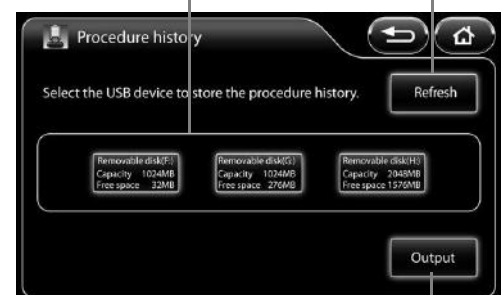 Procedure history
Select the USB device to store the procedure history.
Refresh
Removable disk(F:)
Capacity 1024MB
Free space 32MB
Removable disk(G:)
Capacity 1024MB
Free space 276MB
Removable disk(H:)
Capacity 2048MB
Free space 1576MB
Output